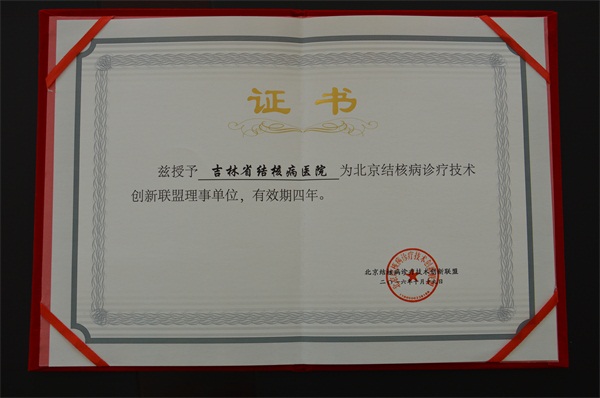 证书
兹授予 吉林省结核病医院 为北京结核病诊疗技术
创新联盟理事单位，有效期四年。
北京结核病诊疗技术创新联盟